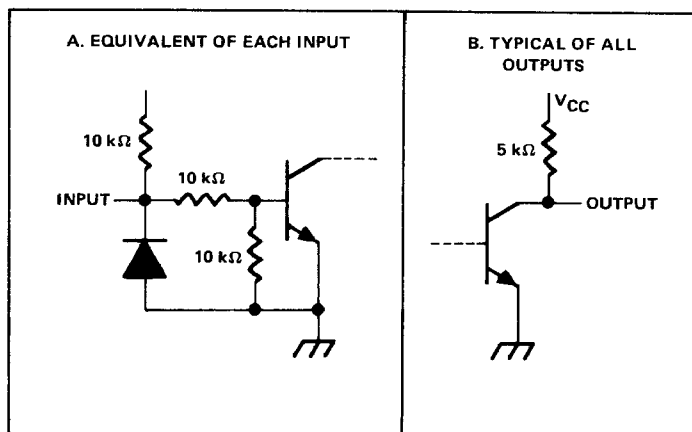 A. EQUIVALENT OF EACH INPUT
10 kΩ
10 kΩ
INPUT
10 kΩ
B. TYPICAL OF ALL
OUTPUTS
VCC
5 kΩ
OUTPUT